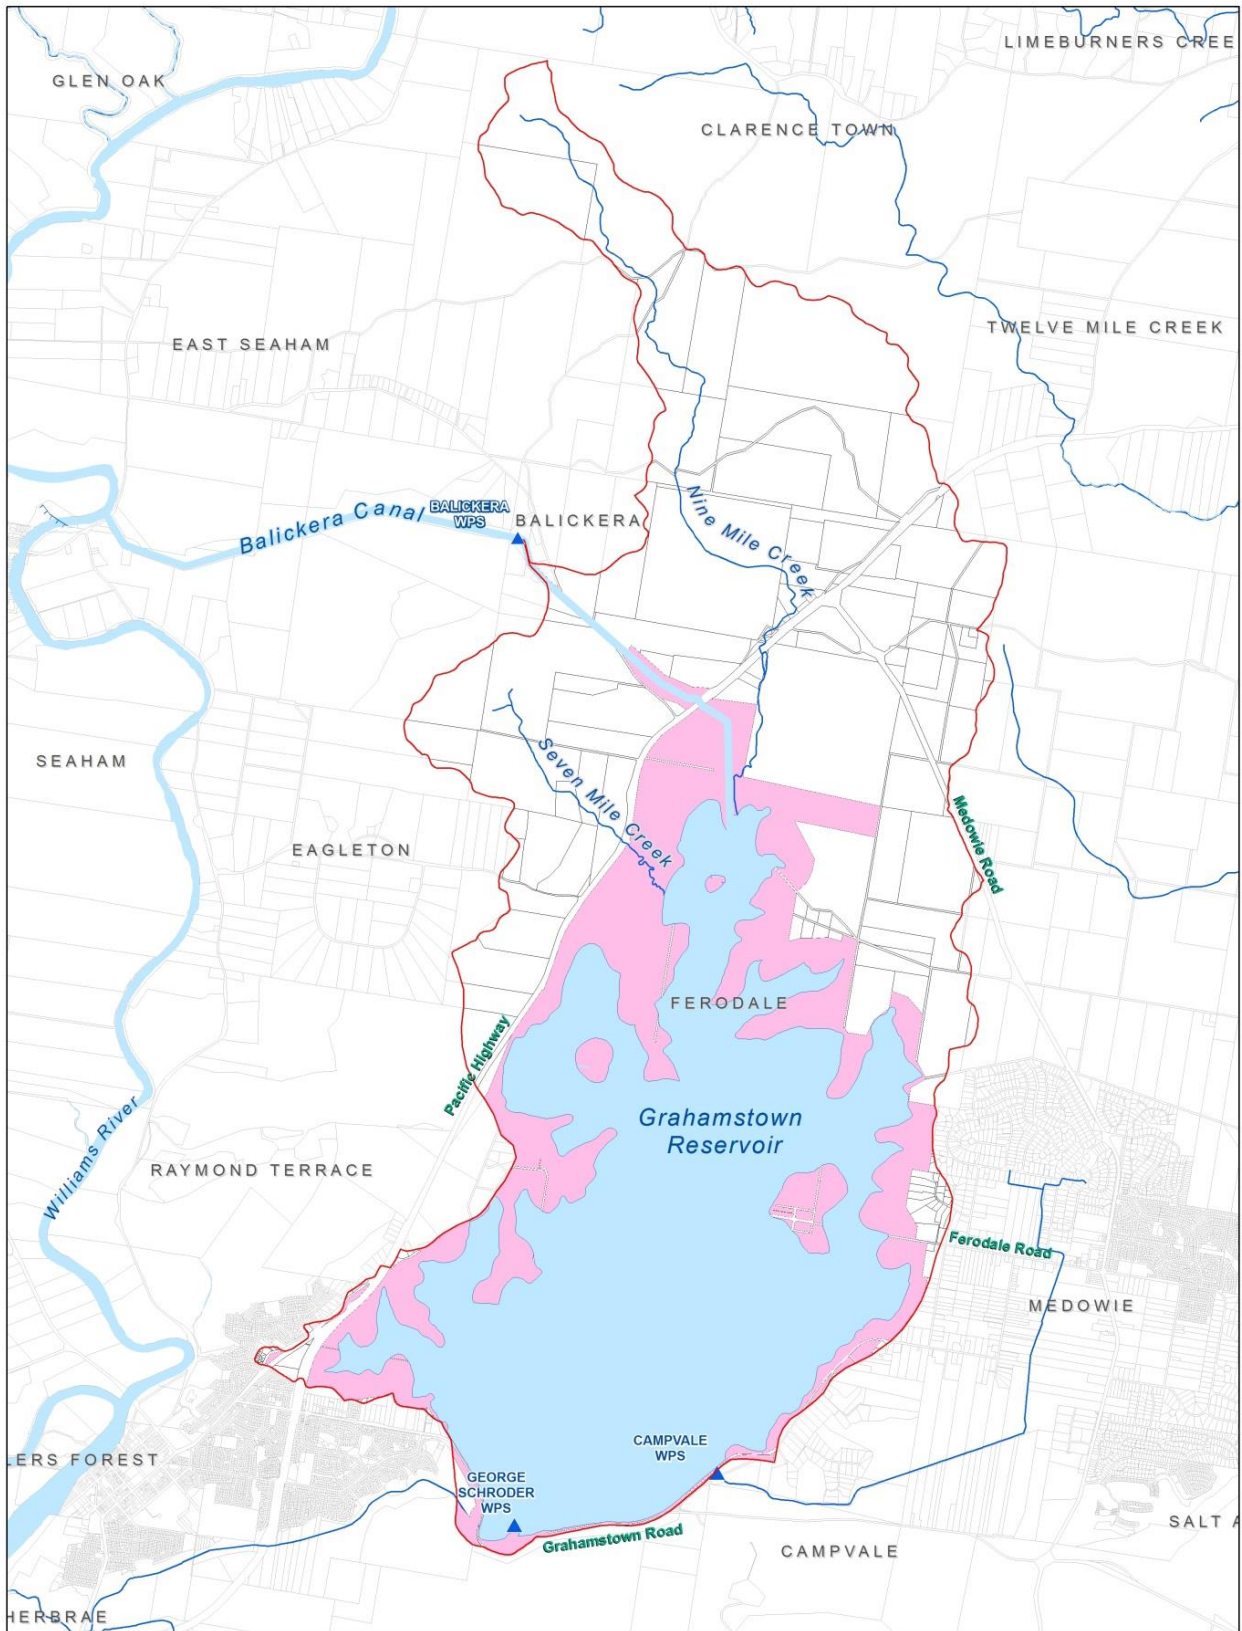 LIMEBURNERS CREE
GLEN OAK
CLARENCE TOWN
TWELVE MILE CREEK
EAST SEAHAM
Nine Mile Creek
Balickera Canal
BALICKERA
WPS
BALICKERA
Seven Mile Creek
SEAHAM
Medowie Road
EAGLETON
FERODALE
Pacific Highway
Grahamstown
Reservoir
Williams River
RAYMOND TERRACE
Ferodale Road
MEDOWIE
CAMPVALE
WPS
LERS FOREST
GEORGE
SCHRODER
WPS
SALT A
Grahamstown Road
CAMPVALE
HERBRAE